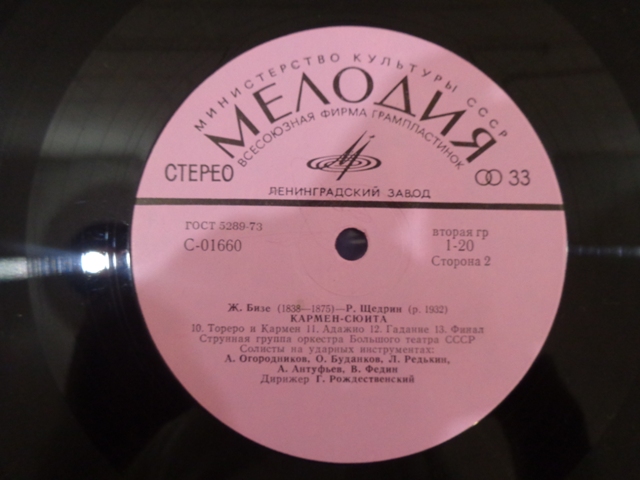 МИНИСТЕРСТВО КУЛЬТУРЫ СССР
МЕЛОДИЯ
ВСЕСОЮЗНАЯ ФИРМА ГРАМПЛАСТИНОК
СТЕРЕО
33
ЛЕНИНГРАДСКИЙ ЗАВОД
ГОСТ 5289-73
С-01660
вторая гр
1-20
Сторона 2
Ж. Бизе (1838—1875)—Р. Щедрин (р. 1932)
КАРМЕН-СЮИТА
10. Тореро и Кармен 11. Адажио 12. Гадание 13. Финал
Струнная группа оркестра Большого театра СССР
Солисты на ударных инструментах:
А. Огородников, О. Буданков, Л. Редькин,
А. Антуфьев, В. Федин
Дирижер Г. Рождественский